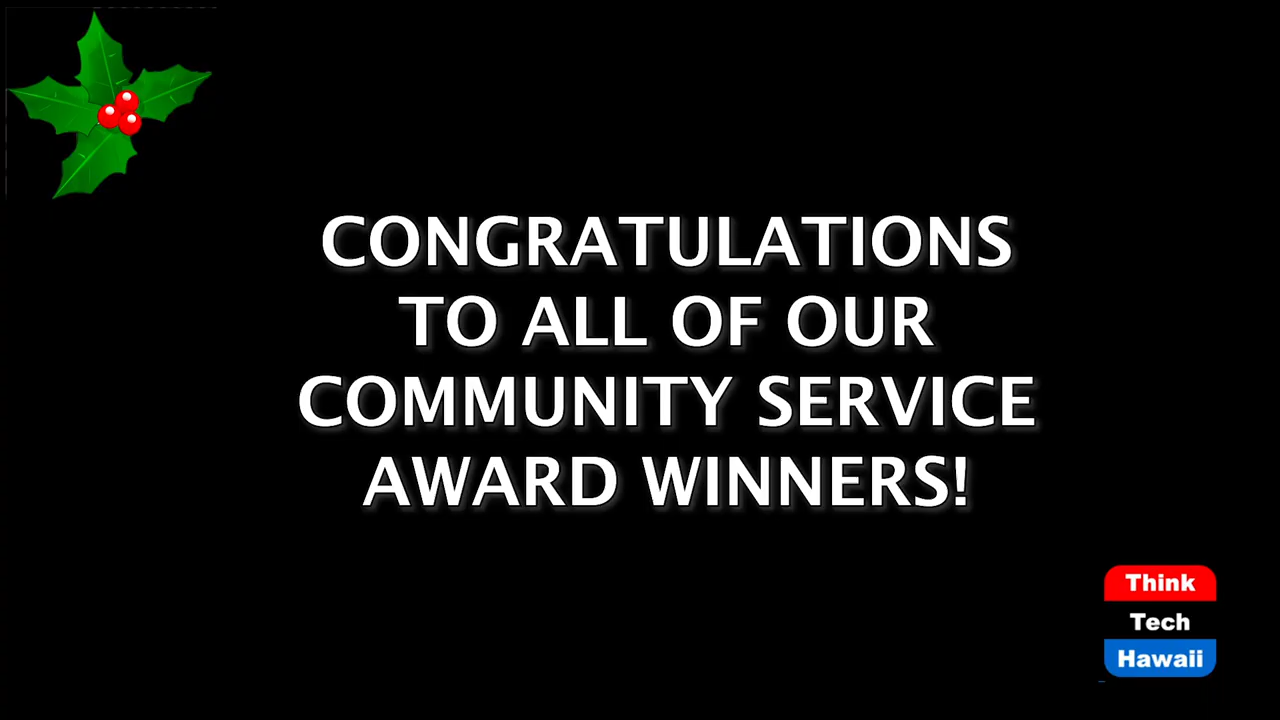 CONGRATULATIONS
TO ALL OF OUR
COMMUNITY SERVICE
AWARD WINNERS!
Think
Tech
Hawaii